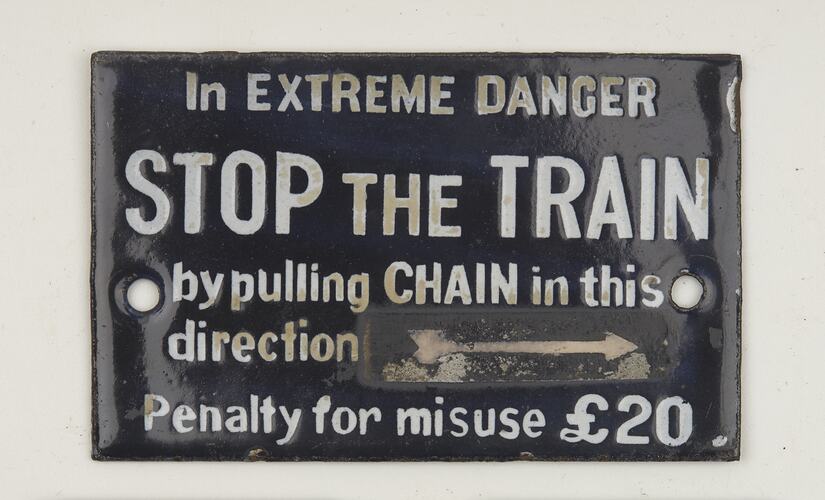 In EXTREME DANGER
STOP THE TRAIN
by pulling CHAIN in this
direction
Penalty for misuse £20